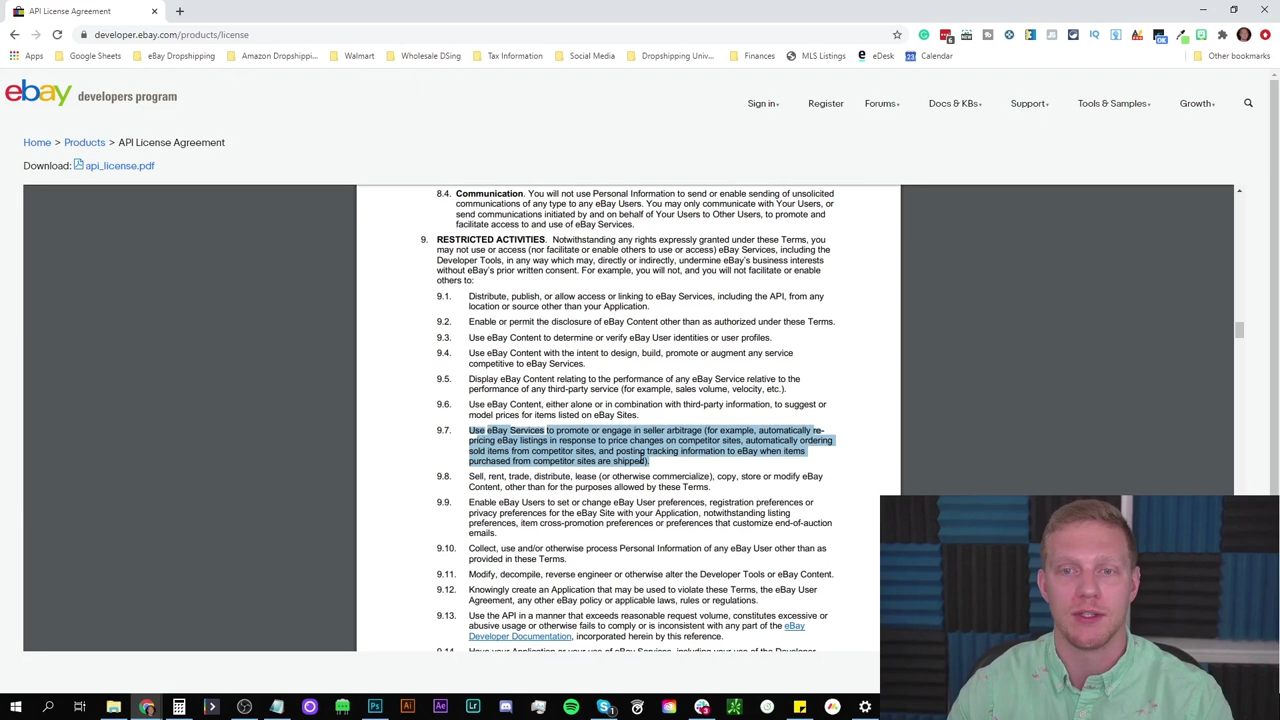 API License Agreement
developer.ebay.com/products/license
Apps
Google Sheets
eBay Dropshipping
Amazon Dropshippi...
Walmart
Wholesale DSing
Tax Information
Social Media
Dropshipping Univ...
Finances
MLS Listings
eDesk
Calendar
Other bookmarks
ebay developers program
Sign in
Register
Forums
Docs & KBs
Support
Tools & Samples
Growth
Home > Products > API License Agreement
Download: api_license.pdf
8.4. Communication. You will not use Personal Information to send or enable sending of unsolicited
communications of any type to any eBay Users. You may only communicate with Your Users, or
send communications initiated by and on behalf of Your Users to Other Users, to promote and
facilitate access to and use of eBay Services.
9. RESTRICTED ACTIVITIES. Notwithstanding any rights expressly granted under these Terms, you
may not use or access (nor facilitate or enable others to use or access) eBay Services, including the
Developer Tools, in any way which may, directly or indirectly, undermine eBay's business interests
without eBay's prior written consent. For example, you will not, and you will not facilitate or enable
others to:
9.1. Distribute, publish, or allow access or linking to eBay Services, including the API, from any
location or source other than your Application.
9.2. Enable or permit the disclosure of eBay Content other than as authorized under these Terms.
9.3. Use eBay Content to determine or verify eBay User identities or user profiles.
9.4. Use eBay Content with the intent to design, build, promote or augment any service
competitive to eBay Services.
9.5. Display eBay Content relating to the performance of any eBay Service relative to the
performance of any third-party service (for example, sales volume, velocity, etc.).
9.6. Use eBay Content, either alone or in combination with third-party information, to suggest or
model prices for items listed on eBay Sites.
9.7. Use eBay Services to promote or engage in seller arbitrage (for example, automatically re-
pricing eBay listings in response to price changes on competitor sites, automatically ordering
sold items from competitor sites, and posting tracking information to eBay when items
purchased from competitor sites are shipped).
9.8. Sell, rent, trade, distribute, lease (or otherwise commercialize), copy, store or modify eBay
Content, other than for the purposes allowed by these Terms.
9.9. Enable eBay Users to set or change eBay User preferences, registration preferences or
privacy preferences for the eBay Site with your Application, notwithstanding listing
preferences, item cross-promotion preferences or preferences that customize end-of-auction
emails.
9.10. Collect, use and/or otherwise process Personal Information of any eBay User other than as
provided in these Terms.
9.11. Modify, decompile, reverse engineer or otherwise alter the Developer Tools or eBay Content.
9.12. Knowingly create an Application that may be used to violate these Terms, the eBay User
Agreement, any other eBay policy or applicable laws, rules or regulations.
9.13. Use the API in a manner that exceeds reasonable request volume, constitutes excessive or
abusive usage or otherwise fails to comply or is inconsistent with any part of the eBay
Developer Documentation, incorporated herein by this reference.